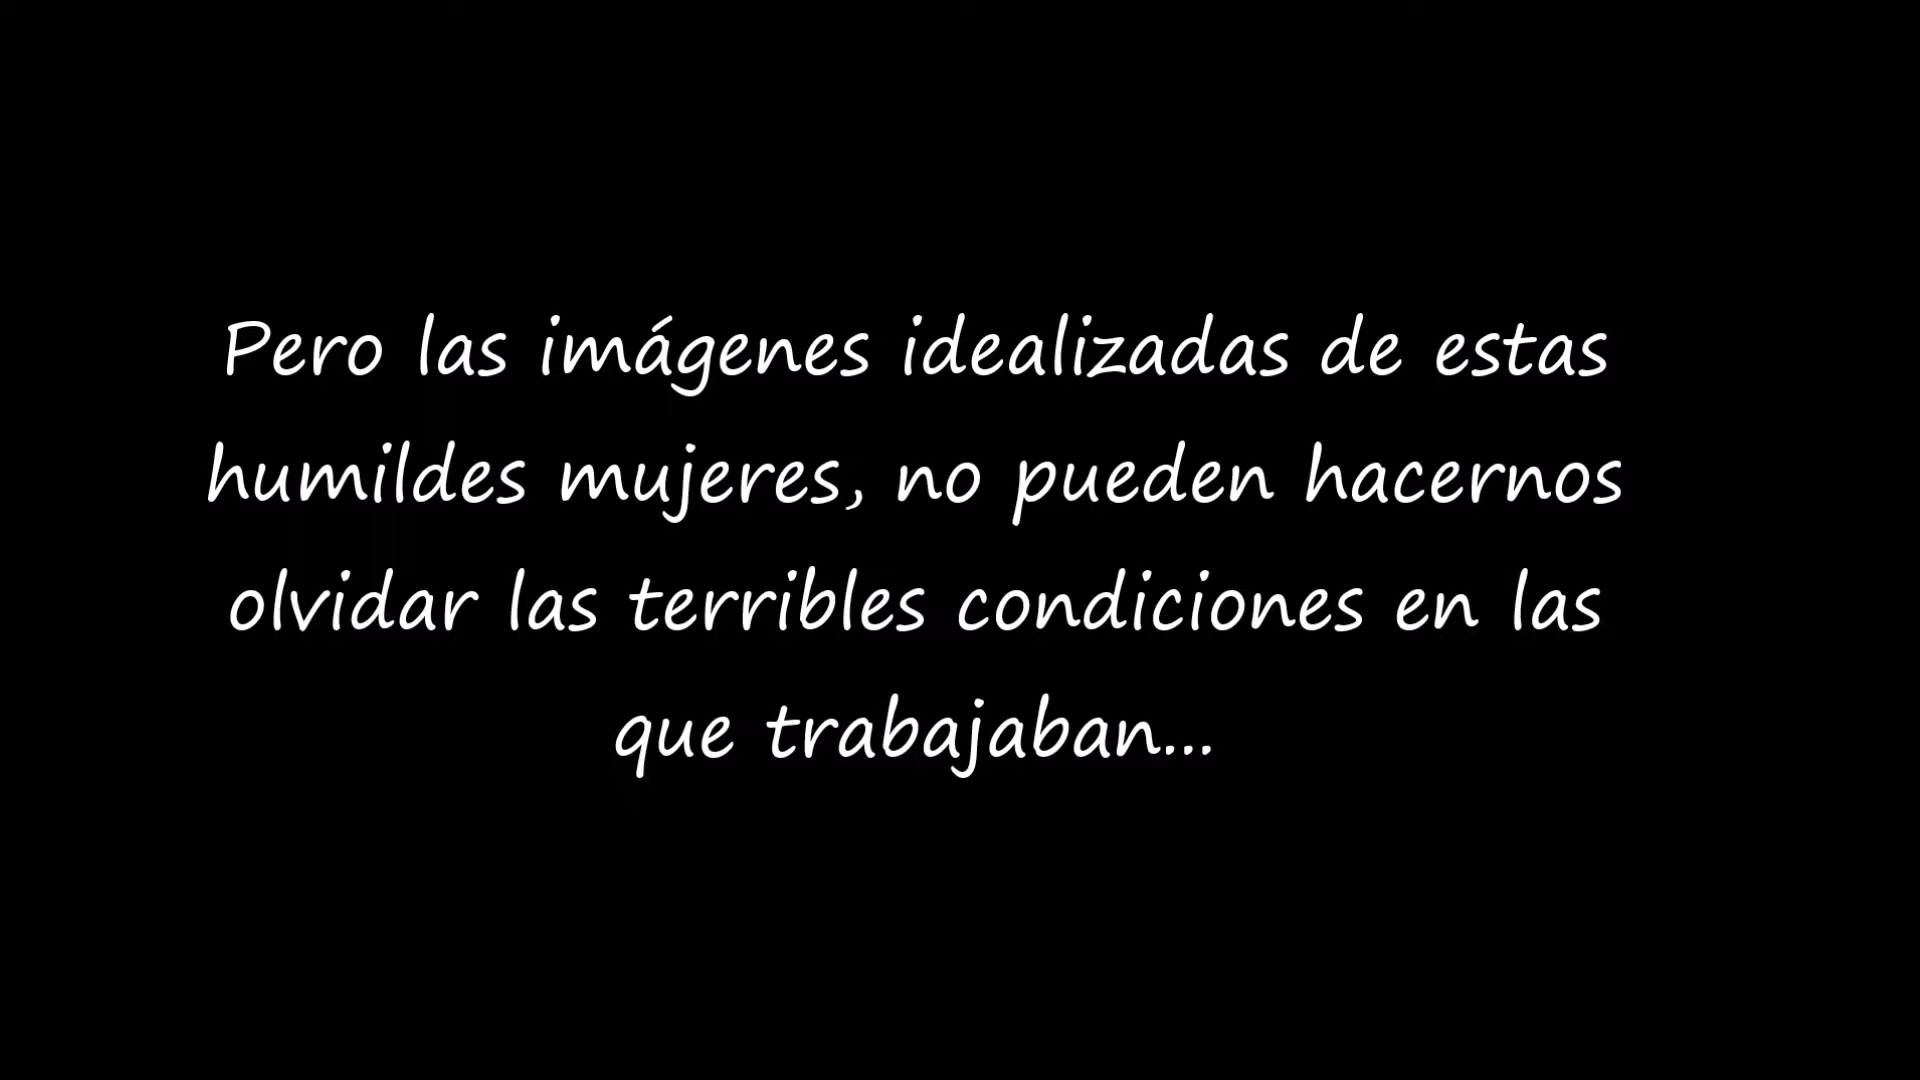 Pero las imágenes idealizadas de estas
humildes mujeres, no pueden hacernos
olvidar las terribles condiciones en las
que trabajaban...